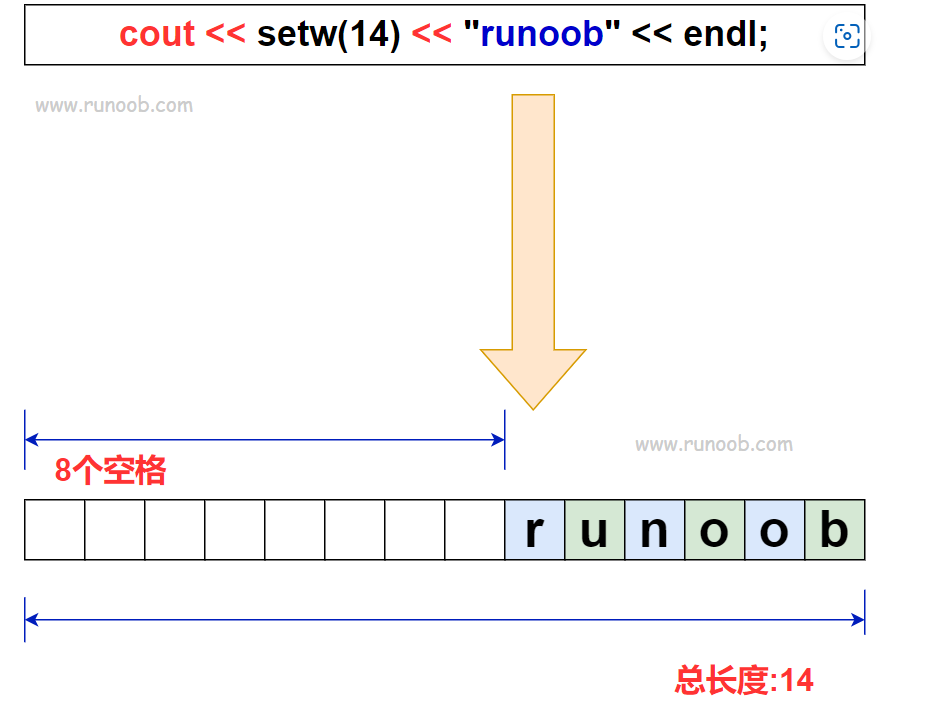 cout << setw(14) << "runoob" << endl;
www.runoob.com
www.runoob.com
8个空格
r u n o o b
总长度:14